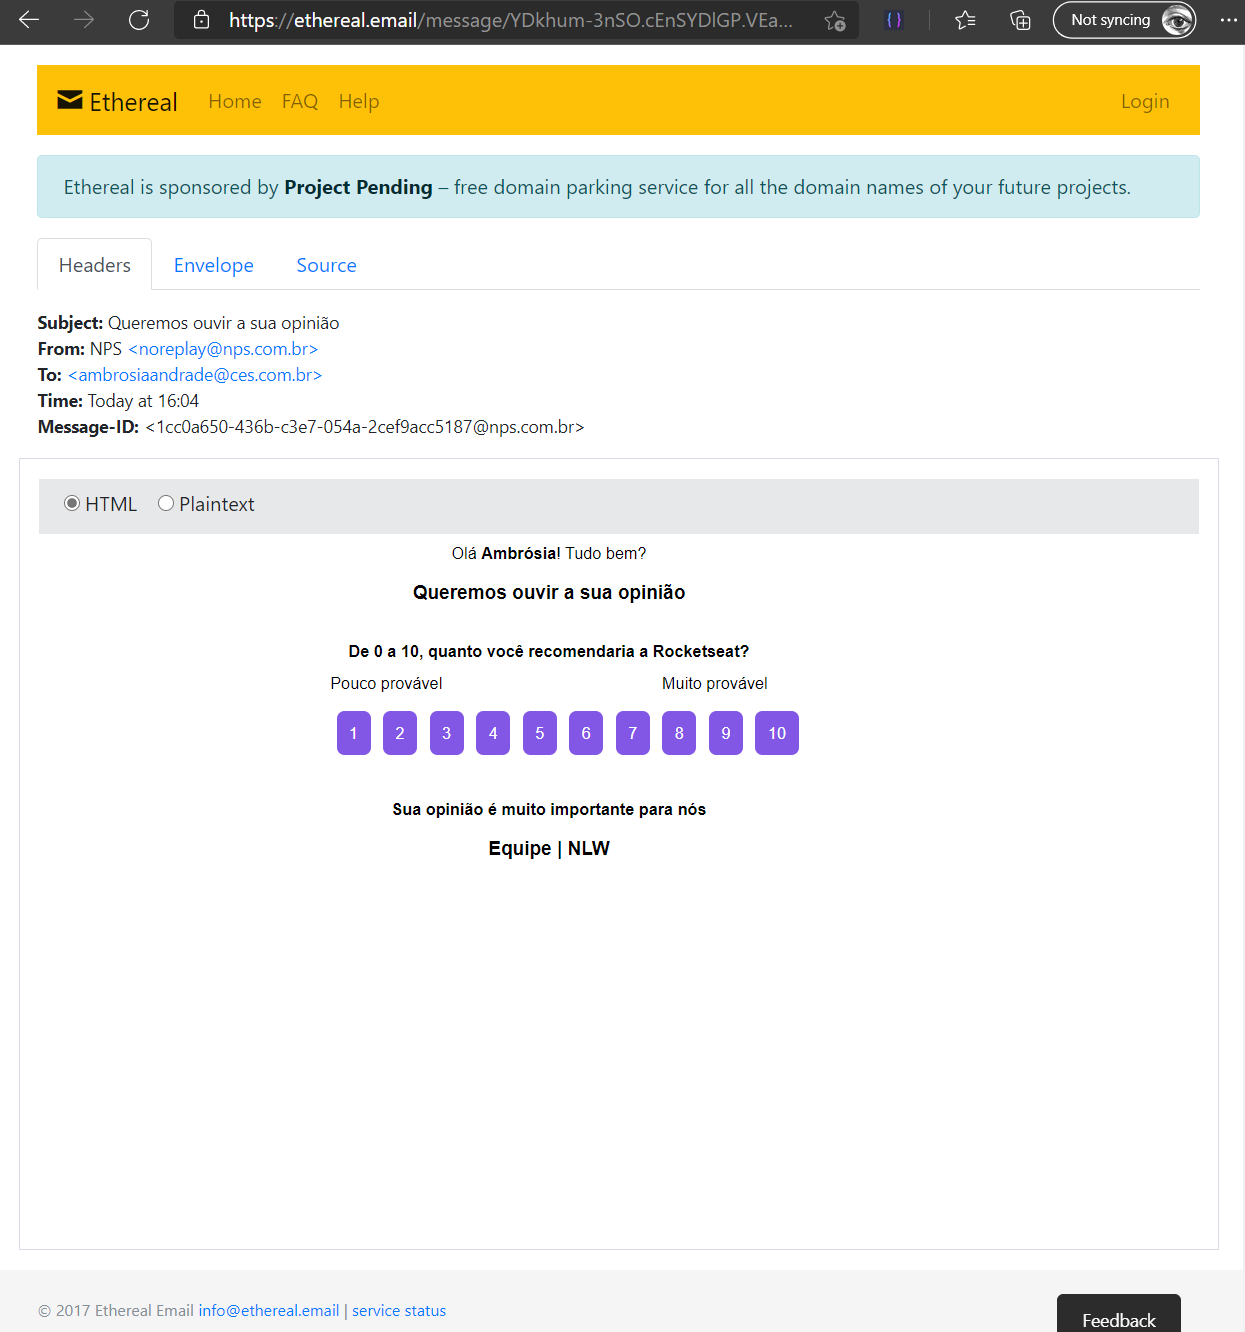 https://ethereal.email/message/YDkhum-3nSO.cEnSYDlGP.VEa...
{ }
Not syncing
Ethereal Home FAQ Help Login
Ethereal is sponsored by Project Pending – free domain parking service for all the domain names of your future projects.
Headers Envelope Source
Subject: Queremos ouvir a sua opinião
From: NPS <noreplay@nps.com.br>
To: <ambrosiaandrade@ces.com.br>
Time: Today at 16:04
Message-ID: <1cc0a650-436b-c3e7-054a-2cef9acc5187@nps.com.br>
HTML Plaintext
Olá Ambrósia! Tudo bem?
Queremos ouvir a sua opinião
De 0 a 10, quanto você recomendaria a Rocketseat?
Pouco provável Muito provável
1 2 3 4 5 6 7 8 9 10
Sua opinião é muito importante para nós
Equipe | NLW
© 2017 Ethereal Email info@ethereal.email | service status
Feedback